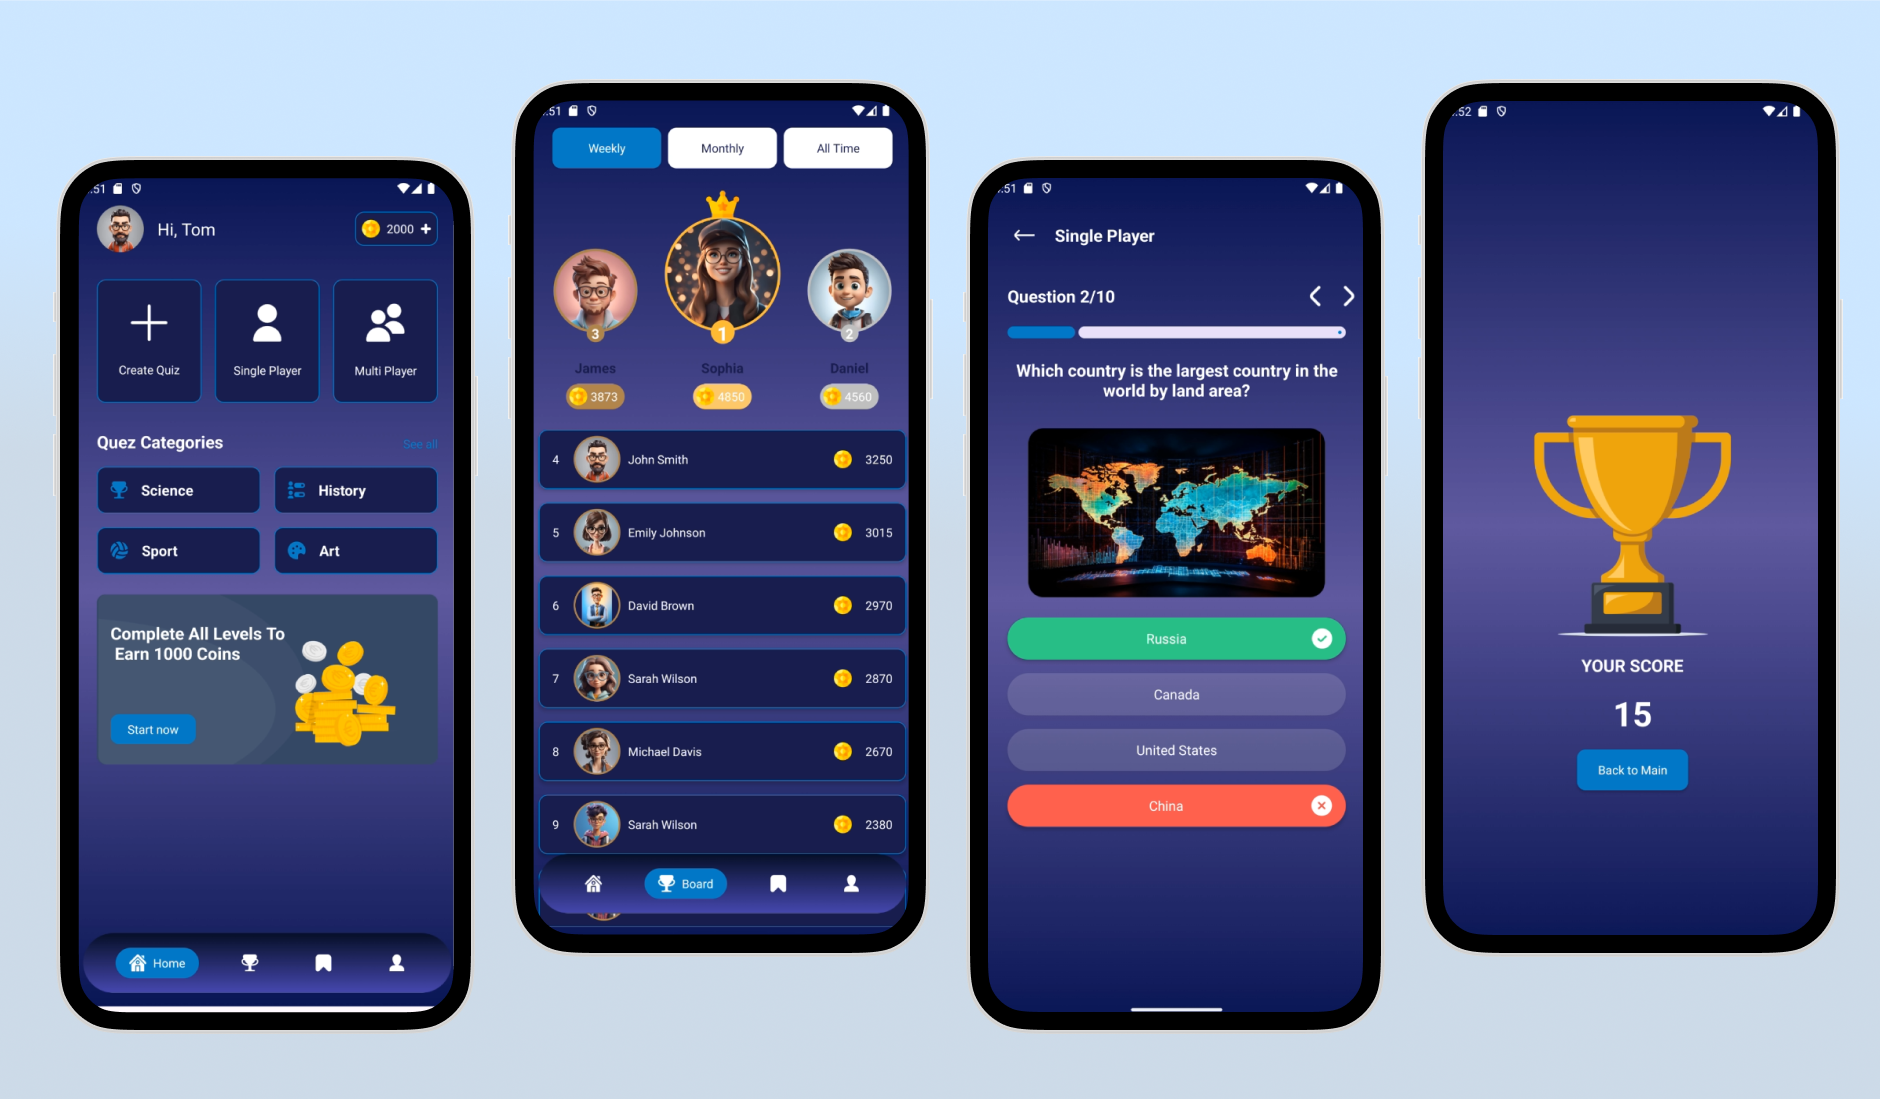 :51
Hi, Tom
2000
Create Quiz
Single Player
Multi Player
Quez Categories
See all
Science
History
Sport
Art
Complete All Levels To
Earn 1000 Coins
Start now
Home
:51
Weekly
Monthly
All Time
3
1
2
James
Sophia
Daniel
3873
4850
4560
4 John Smith 3250
5 Emily Johnson 3015
6 David Brown 2970
7 Sarah Wilson 2870
8 Michael Davis 2670
9 Sarah Wilson 2380
Board
:51
Single Player
Question 2/10
Which country is the largest country in the
world by land area?
Russia
Canada
United States
China
:52
YOUR SCORE
15
Back to Main